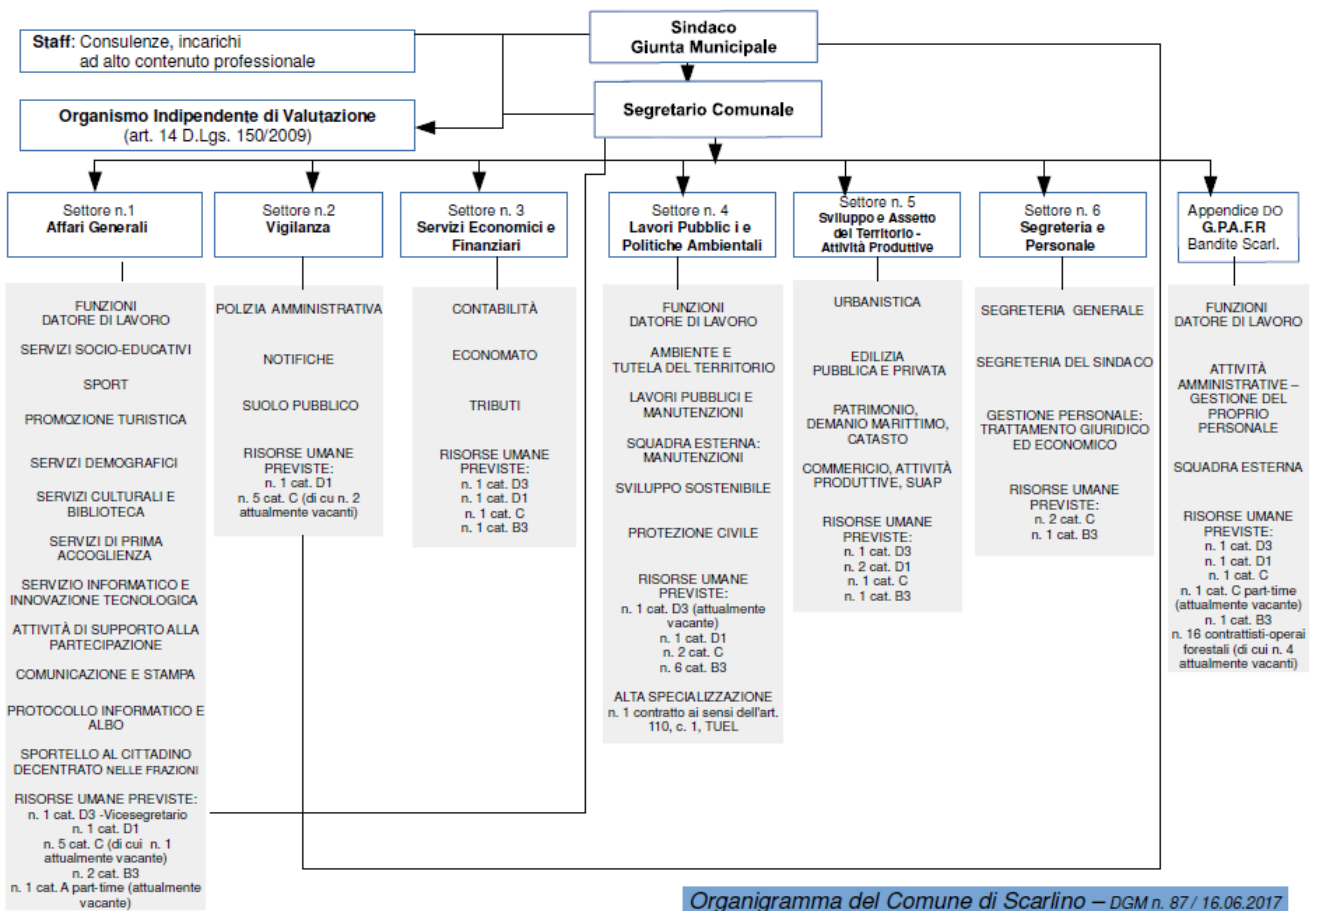 Sindaco
Giunta Municipale
Staff: Consulenze, incarichi
ad alto contenuto professionale
Segretario Comunale
Organismo Indipendente di Valutazione
(art. 14 D.Lgs. 150/2009)
Settore n.1
Affari Generali
FUNZIONI
DATORE DI LAVORO
SERVIZI SOCIO-EDUCATIVI
SPORT
PROMOZIONE TURISTICA
SERVIZI DEMOGRAFICI
SERVIZI CULTURALI E
BIBLIOTECA
SERVIZI DI PRIMA
ACCOGLIENZA
SERVIZIO INFORMATICO E
INNOVAZIONE TECNOLOGICA
ATTIVITÀ DI SUPPORTO ALLA
PARTECIPAZIONE
COMUNICAZIONE E STAMPA
PROTOCOLLO INFORMATICO E
ALBO
SPORTELLO AL CITTADINO
DECENTRATO NELLE FRAZIONI
RISORSE UMANE PREVISTE:
n. 1 cat. D3 -Vicesegretario
n. 1 cat. D1
n. 5 cat. C (di cui n. 1
attualmente vacante)
n. 2 cat. B3
n. 1 cat. A part-time (attualmente
vacante)
Settore n.2
Vigilanza
POLIZIA AMMINISTRATIVA
NOTIFICHE
SUOLO PUBBLICO
RISORSE UMANE
PREVISTE:
n. 1 cat. D1
n. 5 cat. C (di cu n. 2
attualmente vacanti)
Settore n. 3
Servizi Economici e
Finanziari
CONTABILITÀ
ECONOMATO
TRIBUTI
RISORSE UMANE
PREVISTE:
n. 1 cat. D3
n. 1 cat. D1
n. 1 cat. C
n. 1 cat. B3
Settore n. 4
Lavori Pubblic i e
Politiche Ambientali
FUNZIONI
DATORE DI LAVORO
AMBIENTE E
TUTELA DEL TERRITORIO
LAVORI PUBBLICI E
MANUTENZIONI
SQUADRA ESTERNA:
MANUTENZIONI
SVILUPPO SOSTENIBILE
PROTEZIONE CIVILE
RISORSE UMANE
PREVISTE:
n. 1 cat. D3 (attualmente
vacante)
n. 1 cat. D1
n. 2 cat. C
n. 6 cat. B3
ALTA SPECIALIZZAZIONE
n. 1 contratto ai sensi dell'art.
110, c. 1, TUEL
Settore n. 5
Sviluppo e Assetto
del Territorio -
Attività Produttive
URBANISTICA
EDILIZIA
PUBBLICA E PRIVATA
PATRIMONIO,
DEMANIO MARITTIMO,
CATASTO
COMMERICIO, ATTIVITÀ
PRODUTTIVE, SUAP
RISORSE UMANE
PREVISTE:
n. 1 cat. D3
n. 2 cat. D1
n. 1 cat. C
n. 1 cat. B3
Settore n. 6
Segreteria e
Personale
SEGRETERIA GENERALE
SEGRETERIA DEL SINDACO
GESTIONE PERSONALE:
TRATTAMENTO GIURIDICO
ED ECONOMICO
RISORSE UMANE
PREVISTE:
n. 2 cat. C
n. 1 cat. B3
Appendice DO
G.P.A.F.R
Bandite Scarl.
FUNZIONI
DATORE DI LAVORO
ATTIVITÀ
AMMINISTRATIVE –
GESTIONE DEL
PROPRIO
PERSONALE
SQUADRA ESTERNA
RISORSE UMANE
PREVISTE:
n. 1 cat. D3
n. 1 cat. D1
n. 1 cat. C
n. 1 cat. C part-time
(attualmente vacante)
n. 1 cat. B3
n. 16 contrattisti-operai
forestali (di cui n. 4
attualmente vacanti)
Organigramma del Comune di Scarlino – DGM n. 87 / 16.06.2017